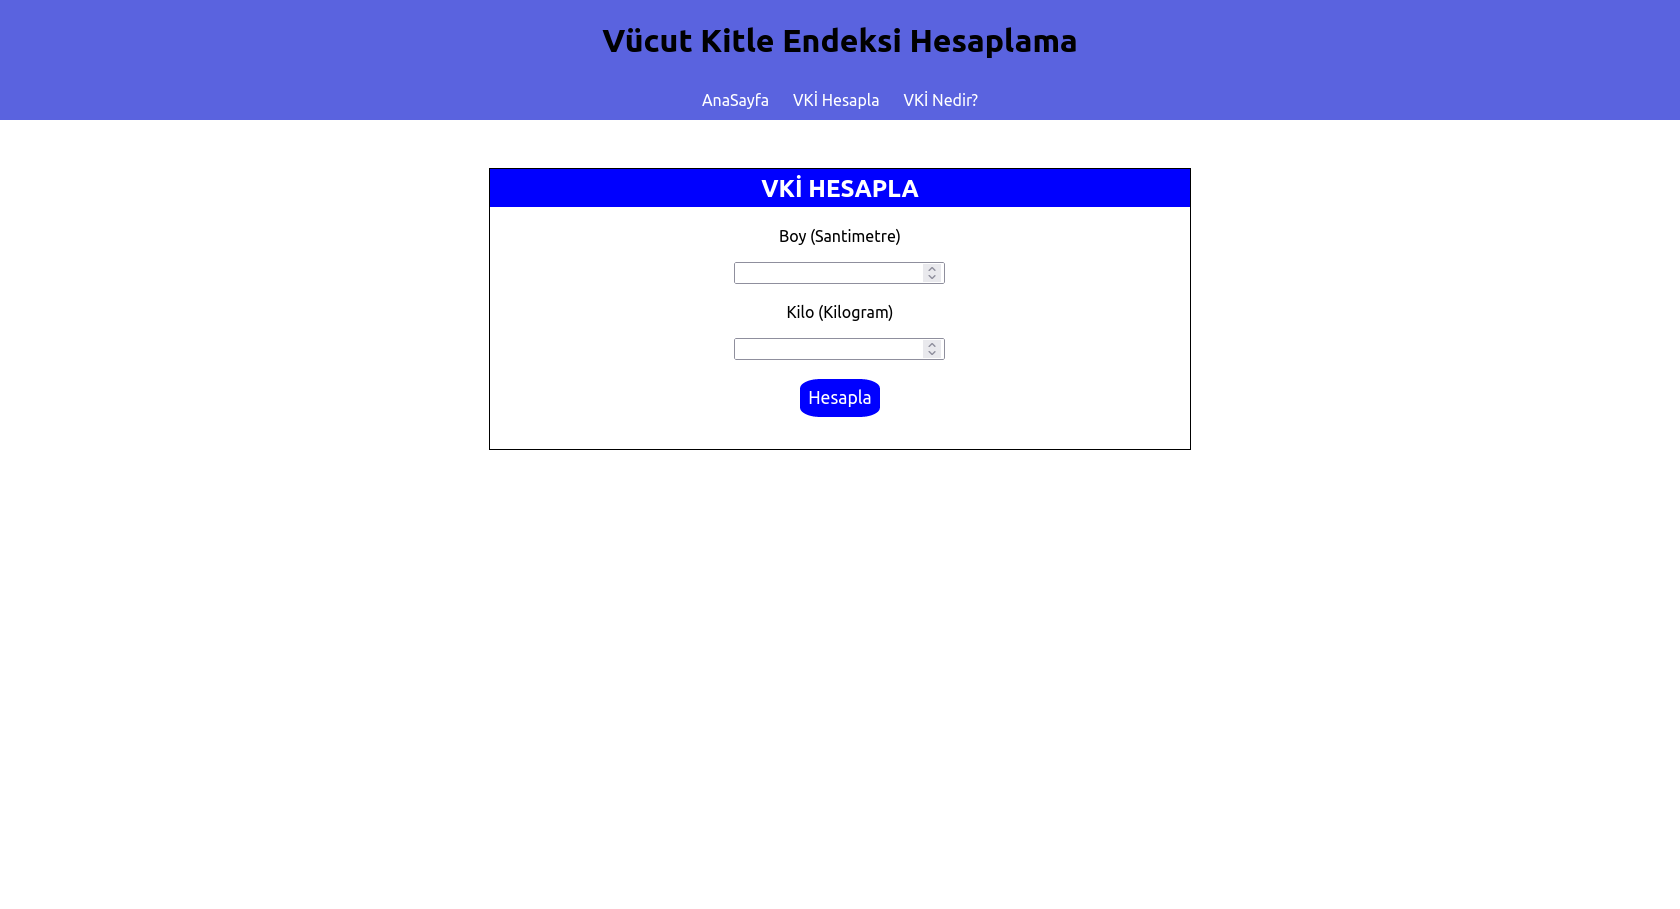 Vücut Kitle Endeksi Hesaplama
AnaSayfa VKİ Hesapla VKİ Nedir?
VKİ HESAPLA
Boy (Santimetre)
Kilo (Kilogram)
Hesapla